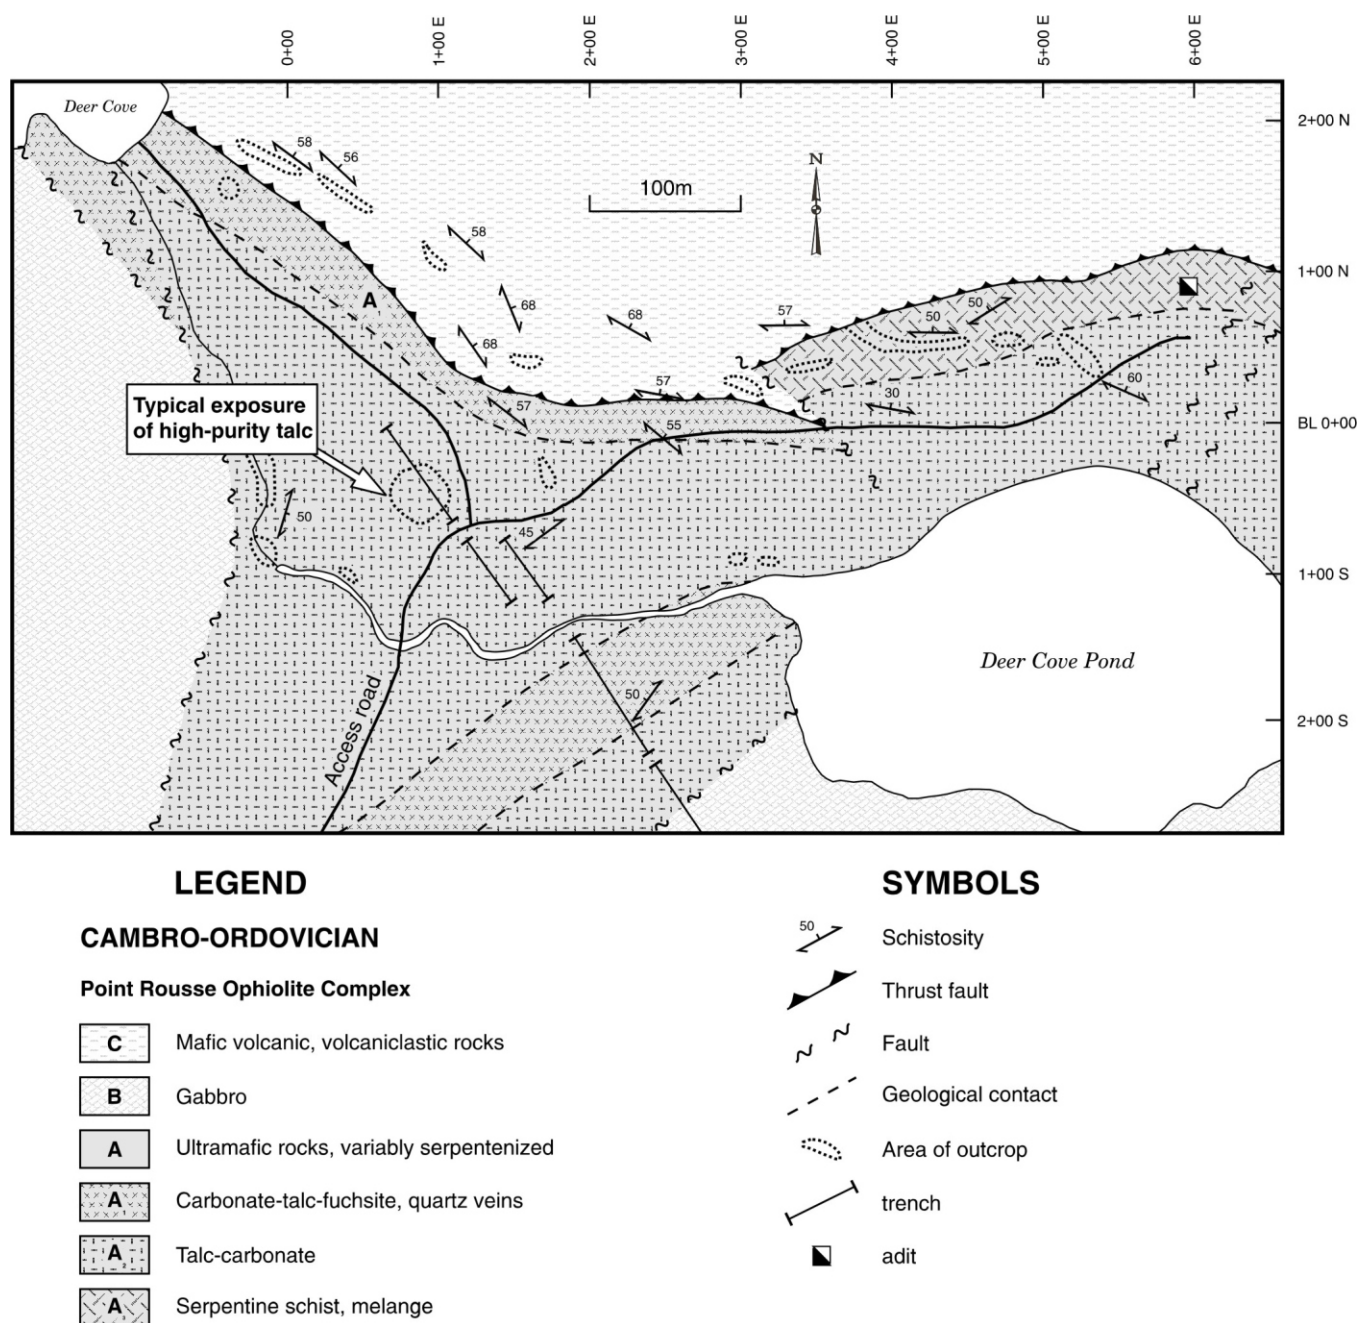 0+00
1+00 E
2+00 E
3+00 E
4+00 E
5+00 E
6+00 E
Deer Cove
2+00 N
58
56
N
100m
58
1+00 N
A
68
68
57
50
50
68
57
60
Typical exposure
of high-purity talc
57
30
BL 0+00
55
50
45
1+00 S
Deer Cove Pond
50
Access road
2+00 S
LEGEND
CAMBRO-ORDOVICIAN
Point Rousse Ophiolite Complex
C Mafic volcanic, volcaniclastic rocks
B Gabbro
A Ultramafic rocks, variably serpentenized
A Carbonate-talc-fuchsite, quartz veins
A Talc-carbonate
A Serpentine schist, melange
SYMBOLS
50 Schistosity
Thrust fault
Fault
Geological contact
Area of outcrop
trench
adit